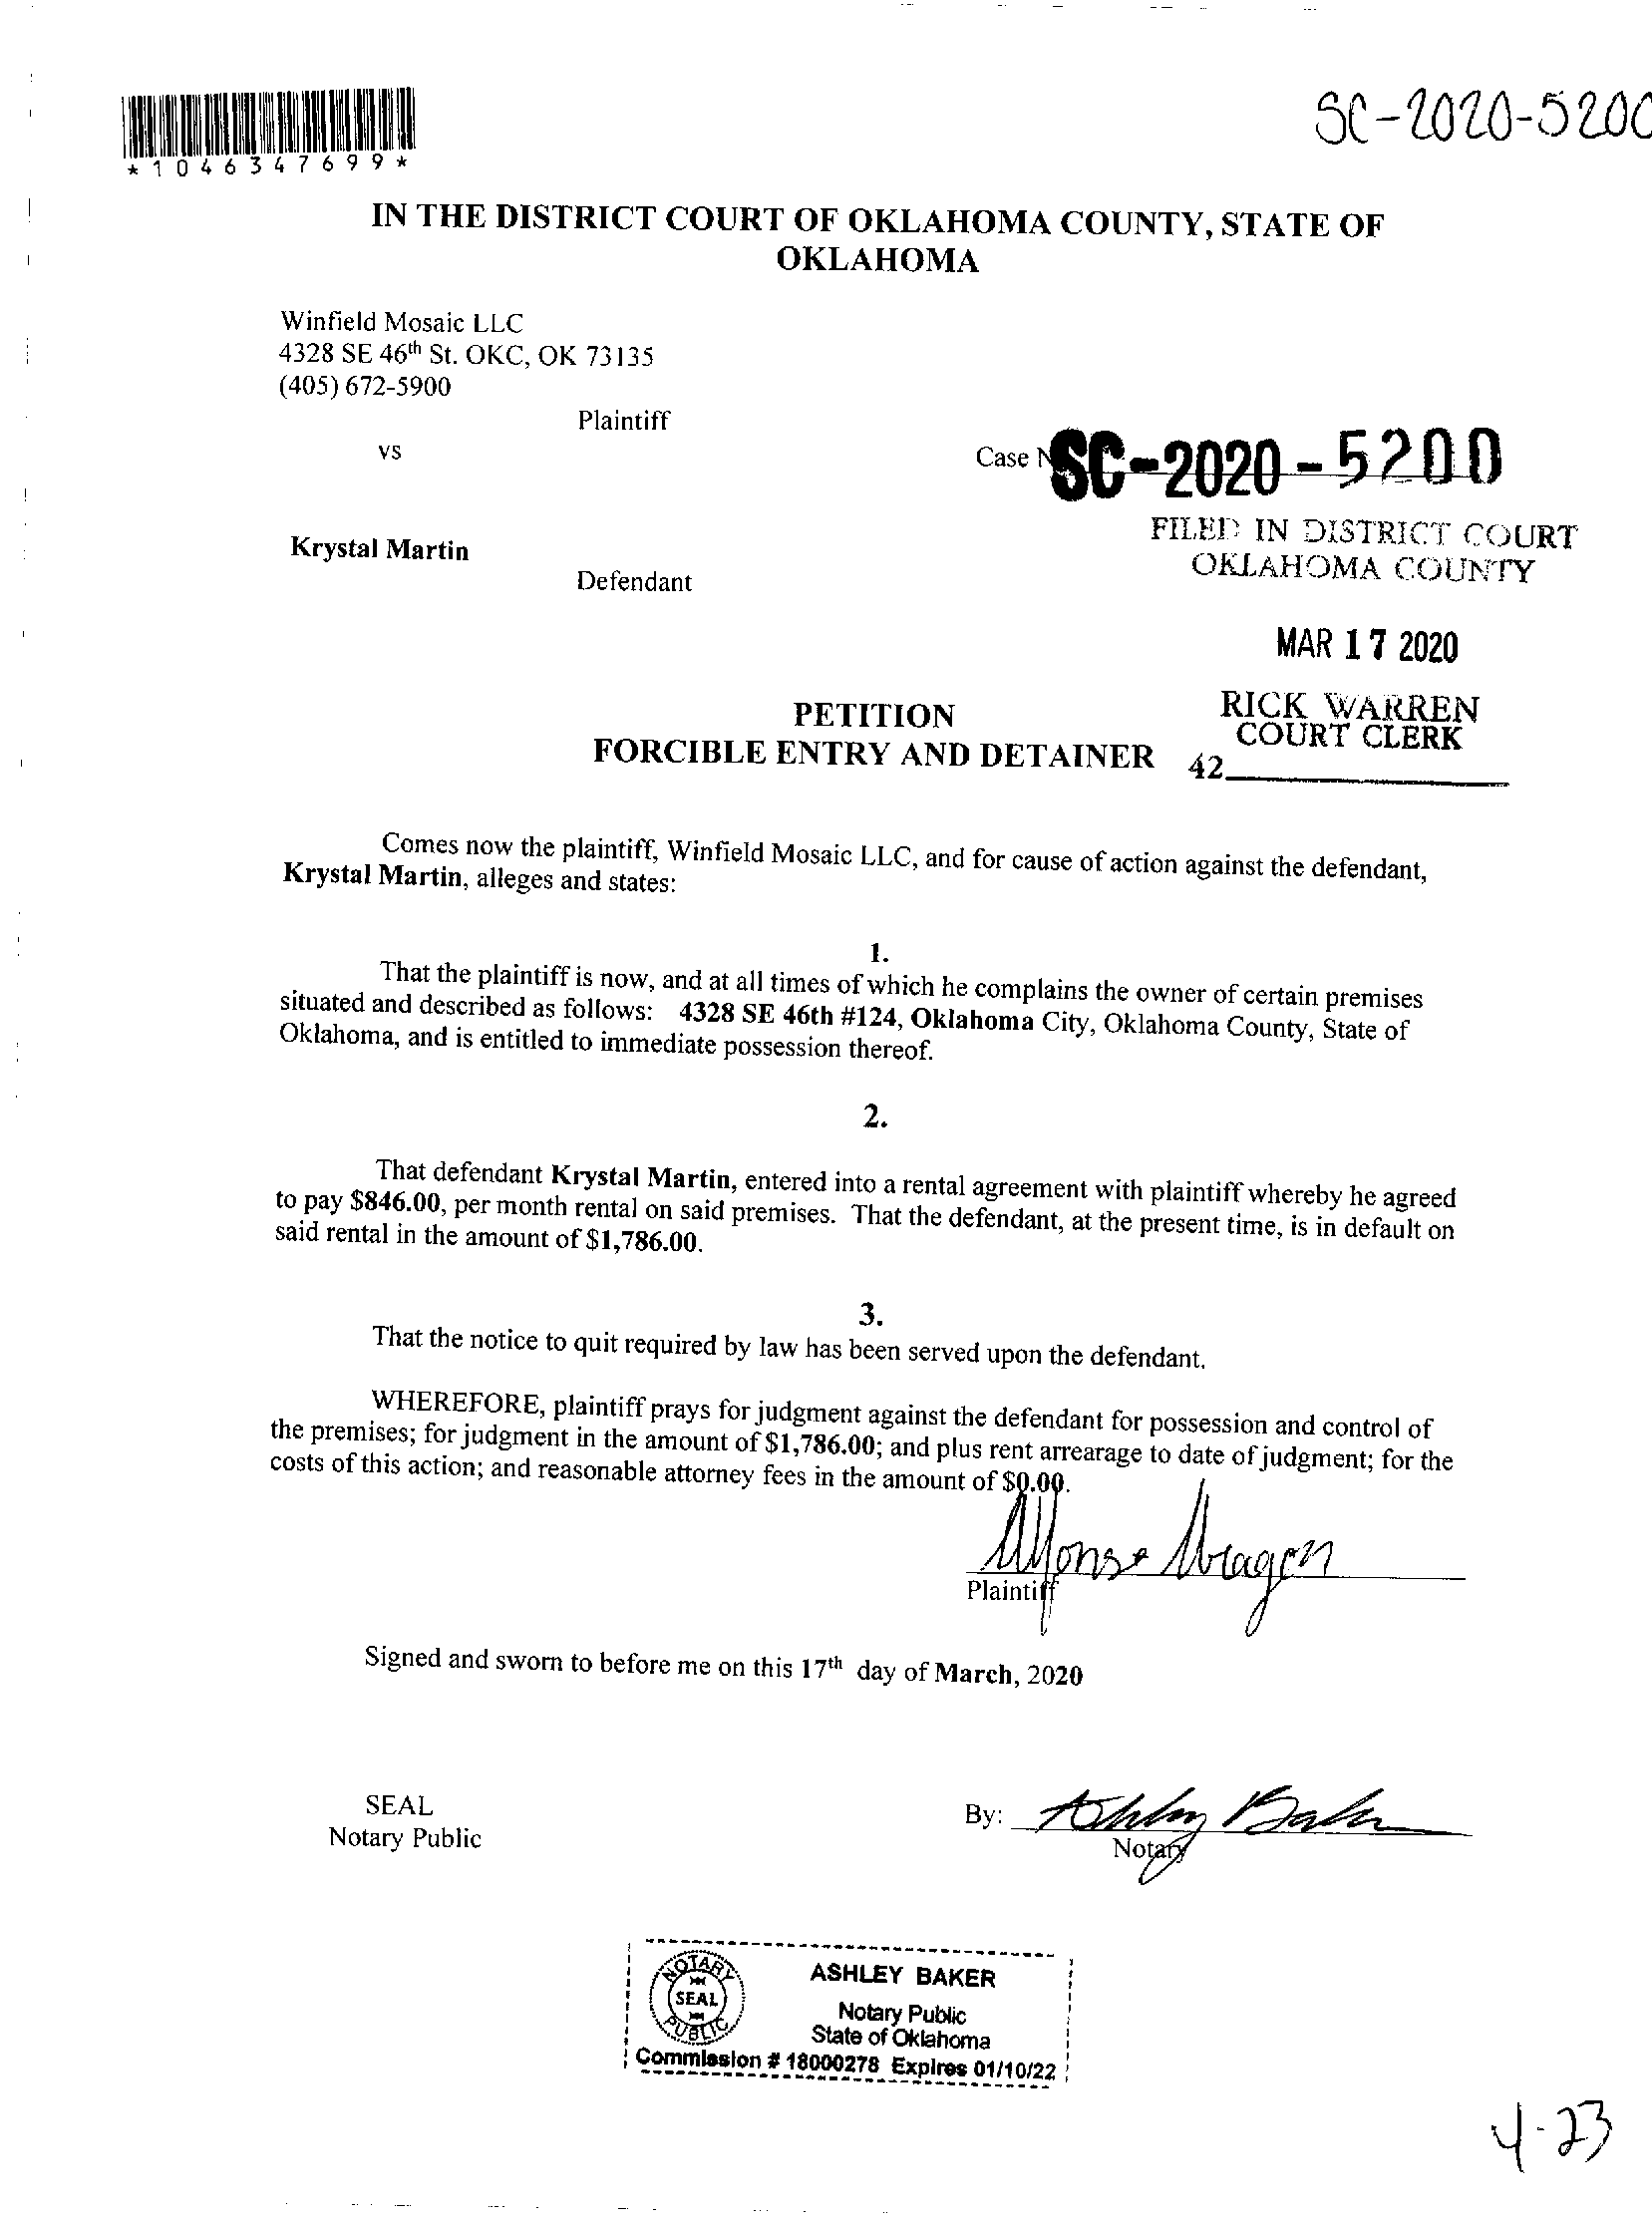 SC-2020-5200
*1046347699*
IN THE DISTRICT COURT OF OKLAHOMA COUNTY, STATE OF
OKLAHOMA
Winfield Mosaic LLC
4328 SE 46th St. OKC, OK 73135
(405) 672-5900
Plaintiff
vs
Case N SC-2020-5200
FILED IN DISTRICT COURT
OKLAHOMA COUNTY
Krystal Martin
Defendant
MAR 17 2020
RICK WARREN
COURT CLERK
42
PETITION
FORCIBLE ENTRY AND DETAINER
Comes now the plaintiff, Winfield Mosaic LLC, and for cause of action against the defendant,
Krystal Martin, alleges and states:
1.
That the plaintiff is now, and at all times of which he complains the owner of certain premises
situated and described as follows: 4328 SE 46th #124, Oklahoma City, Oklahoma County, State of
Oklahoma, and is entitled to immediate possession thereof.
2.
That defendant Krystal Martin, entered into a rental agreement with plaintiff whereby he agreed
to pay $846.00, per month rental on said premises. That the defendant, at the present time, is in default on
said rental in the amount of $1,786.00.
3.
That the notice to quit required by law has been served upon the defendant.
WHEREFORE, plaintiff prays for judgment against the defendant for possession and control of
the premises; for judgment in the amount of $1,786.00; and plus rent arrearage to date of judgment; for the
costs of this action; and reasonable attorney fees in the amount of $0.00.
Alfonso Aragon
Plaintiff
Signed and sworn to before me on this 17th day of March, 2020
SEAL
Notary Public
By: Ashley Baker
Notary
NOTARY
SEAL
PUBLIC
ASHLEY BAKER
Notary Public
State of Oklahoma
Commission # 18000278 Expires 01/10/22
4-23